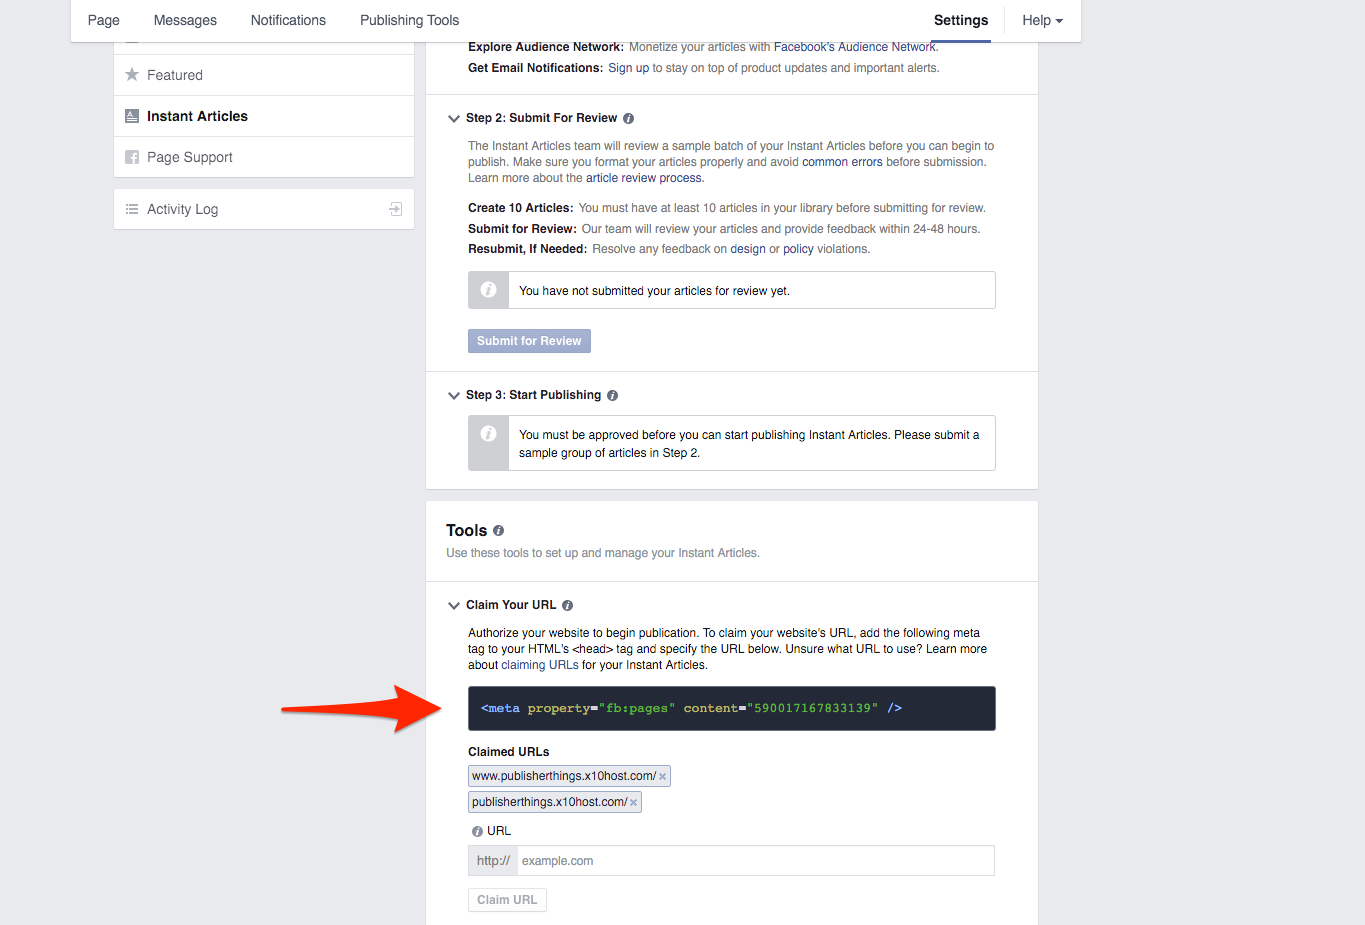 Page Messages Notifications Publishing Tools Settings Help
Explore Audience Network: Monetize your articles with Facebook's Audience Network.
Get Email Notifications: Sign up to stay on top of product updates and important alerts.
Featured
Instant Articles
Page Support
Activity Log
Step 2: Submit For Review
The Instant Articles team will review a sample batch of your Instant Articles before you can begin to
publish. Make sure you format your articles properly and avoid common errors before submission.
Learn more about the article review process.
Create 10 Articles: You must have at least 10 articles in your library before submitting for review.
Submit for Review: Our team will review your articles and provide feedback within 24-48 hours.
Resubmit, If Needed: Resolve any feedback on design or policy violations.
You have not submitted your articles for review yet.
Submit for Review
Step 3: Start Publishing
You must be approved before you can start publishing Instant Articles. Please submit a
sample group of articles in Step 2.
Tools
Use these tools to set up and manage your Instant Articles.
Claim Your URL
Authorize your website to begin publication. To claim your website's URL, add the following meta
tag to your HTML's <head> tag and specify the URL below. Unsure what URL to use? Learn more
about claiming URLs for your Instant Articles.
<meta property="fb:pages" content="590017167833139" />
Claimed URLs
www.publisherthings.x10host.com/
publisherthings.x10host.com/
URL
http:// example.com
Claim URL